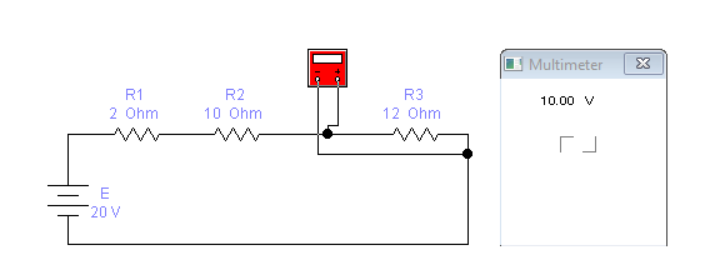 Multimeter
10.00 V
R1
2 Ohm
R2
10 Ohm
R3
12 Ohm
E
20 V